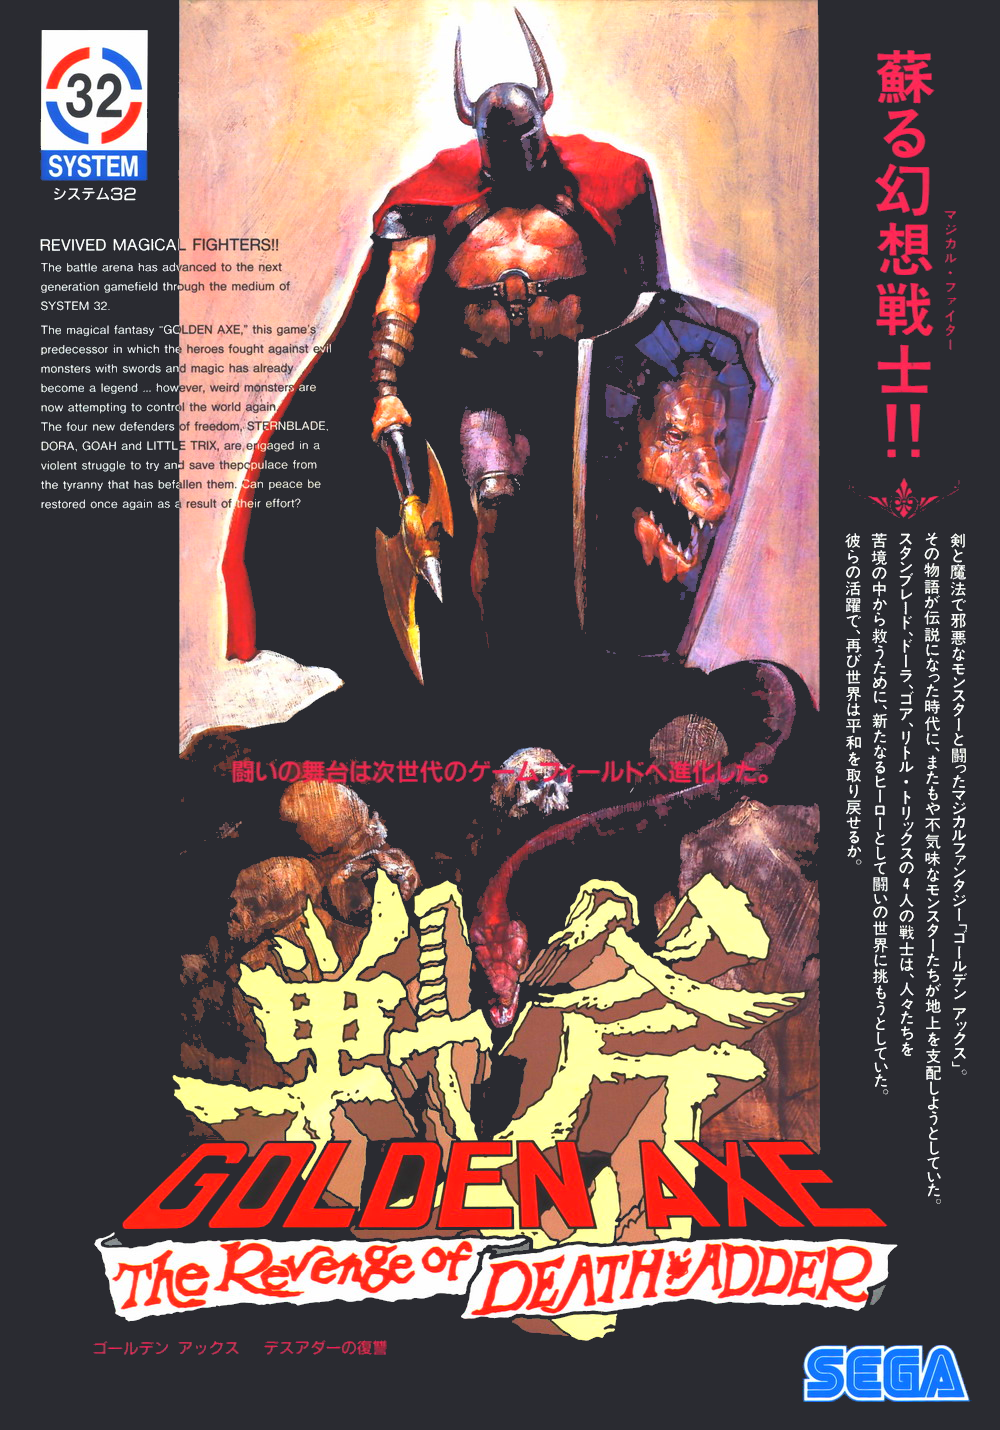 32
SYSTEM
システム32
REVIVED MAGICAL FIGHTERS!!
The battle arena has advanced to the next
generation gamefield through the medium of
SYSTEM 32.
The magical fantasy "GOLDEN AXE," this game's
predecessor in which the heroes fought against evil
monsters with swords and magic has already
become a legend ... however, weird monsters are
now attempting to control the world again.
The four new defenders of freedom, STERNBLADE,
DORA, GOAH and LITTLE TRIX, are engaged in a
violent struggle to try and save thepopulace from
the tyranny that has befallen them. Can peace be
restored once again as a result of their effort?
マジカル・ファイター
蘇る幻想戦士!!
剣と魔法で邪悪なモンスターと闘ったマジカルファンタジー「ゴールデン アックス」。
その物語が伝説になった時代に、またもや不気味なモンスターたちが地上を支配しようとしていた。
スタンブレード、ドーラ、ゴア、リトル・トリックスの4人の戦士は、人々たちを
苦境の中から救うために、新たなるヒーローとして闘いの世界に挑もうとしていた。
彼らの活躍で、再び世界は平和を取り戻せるか。
闘いの舞台は次世代のゲームフィールドへ進化した。
戦斧
GOLDEN AXE
The Revenge of DEATH ADDER
ゴールデン アックス デスアダーの復讐
SEGA